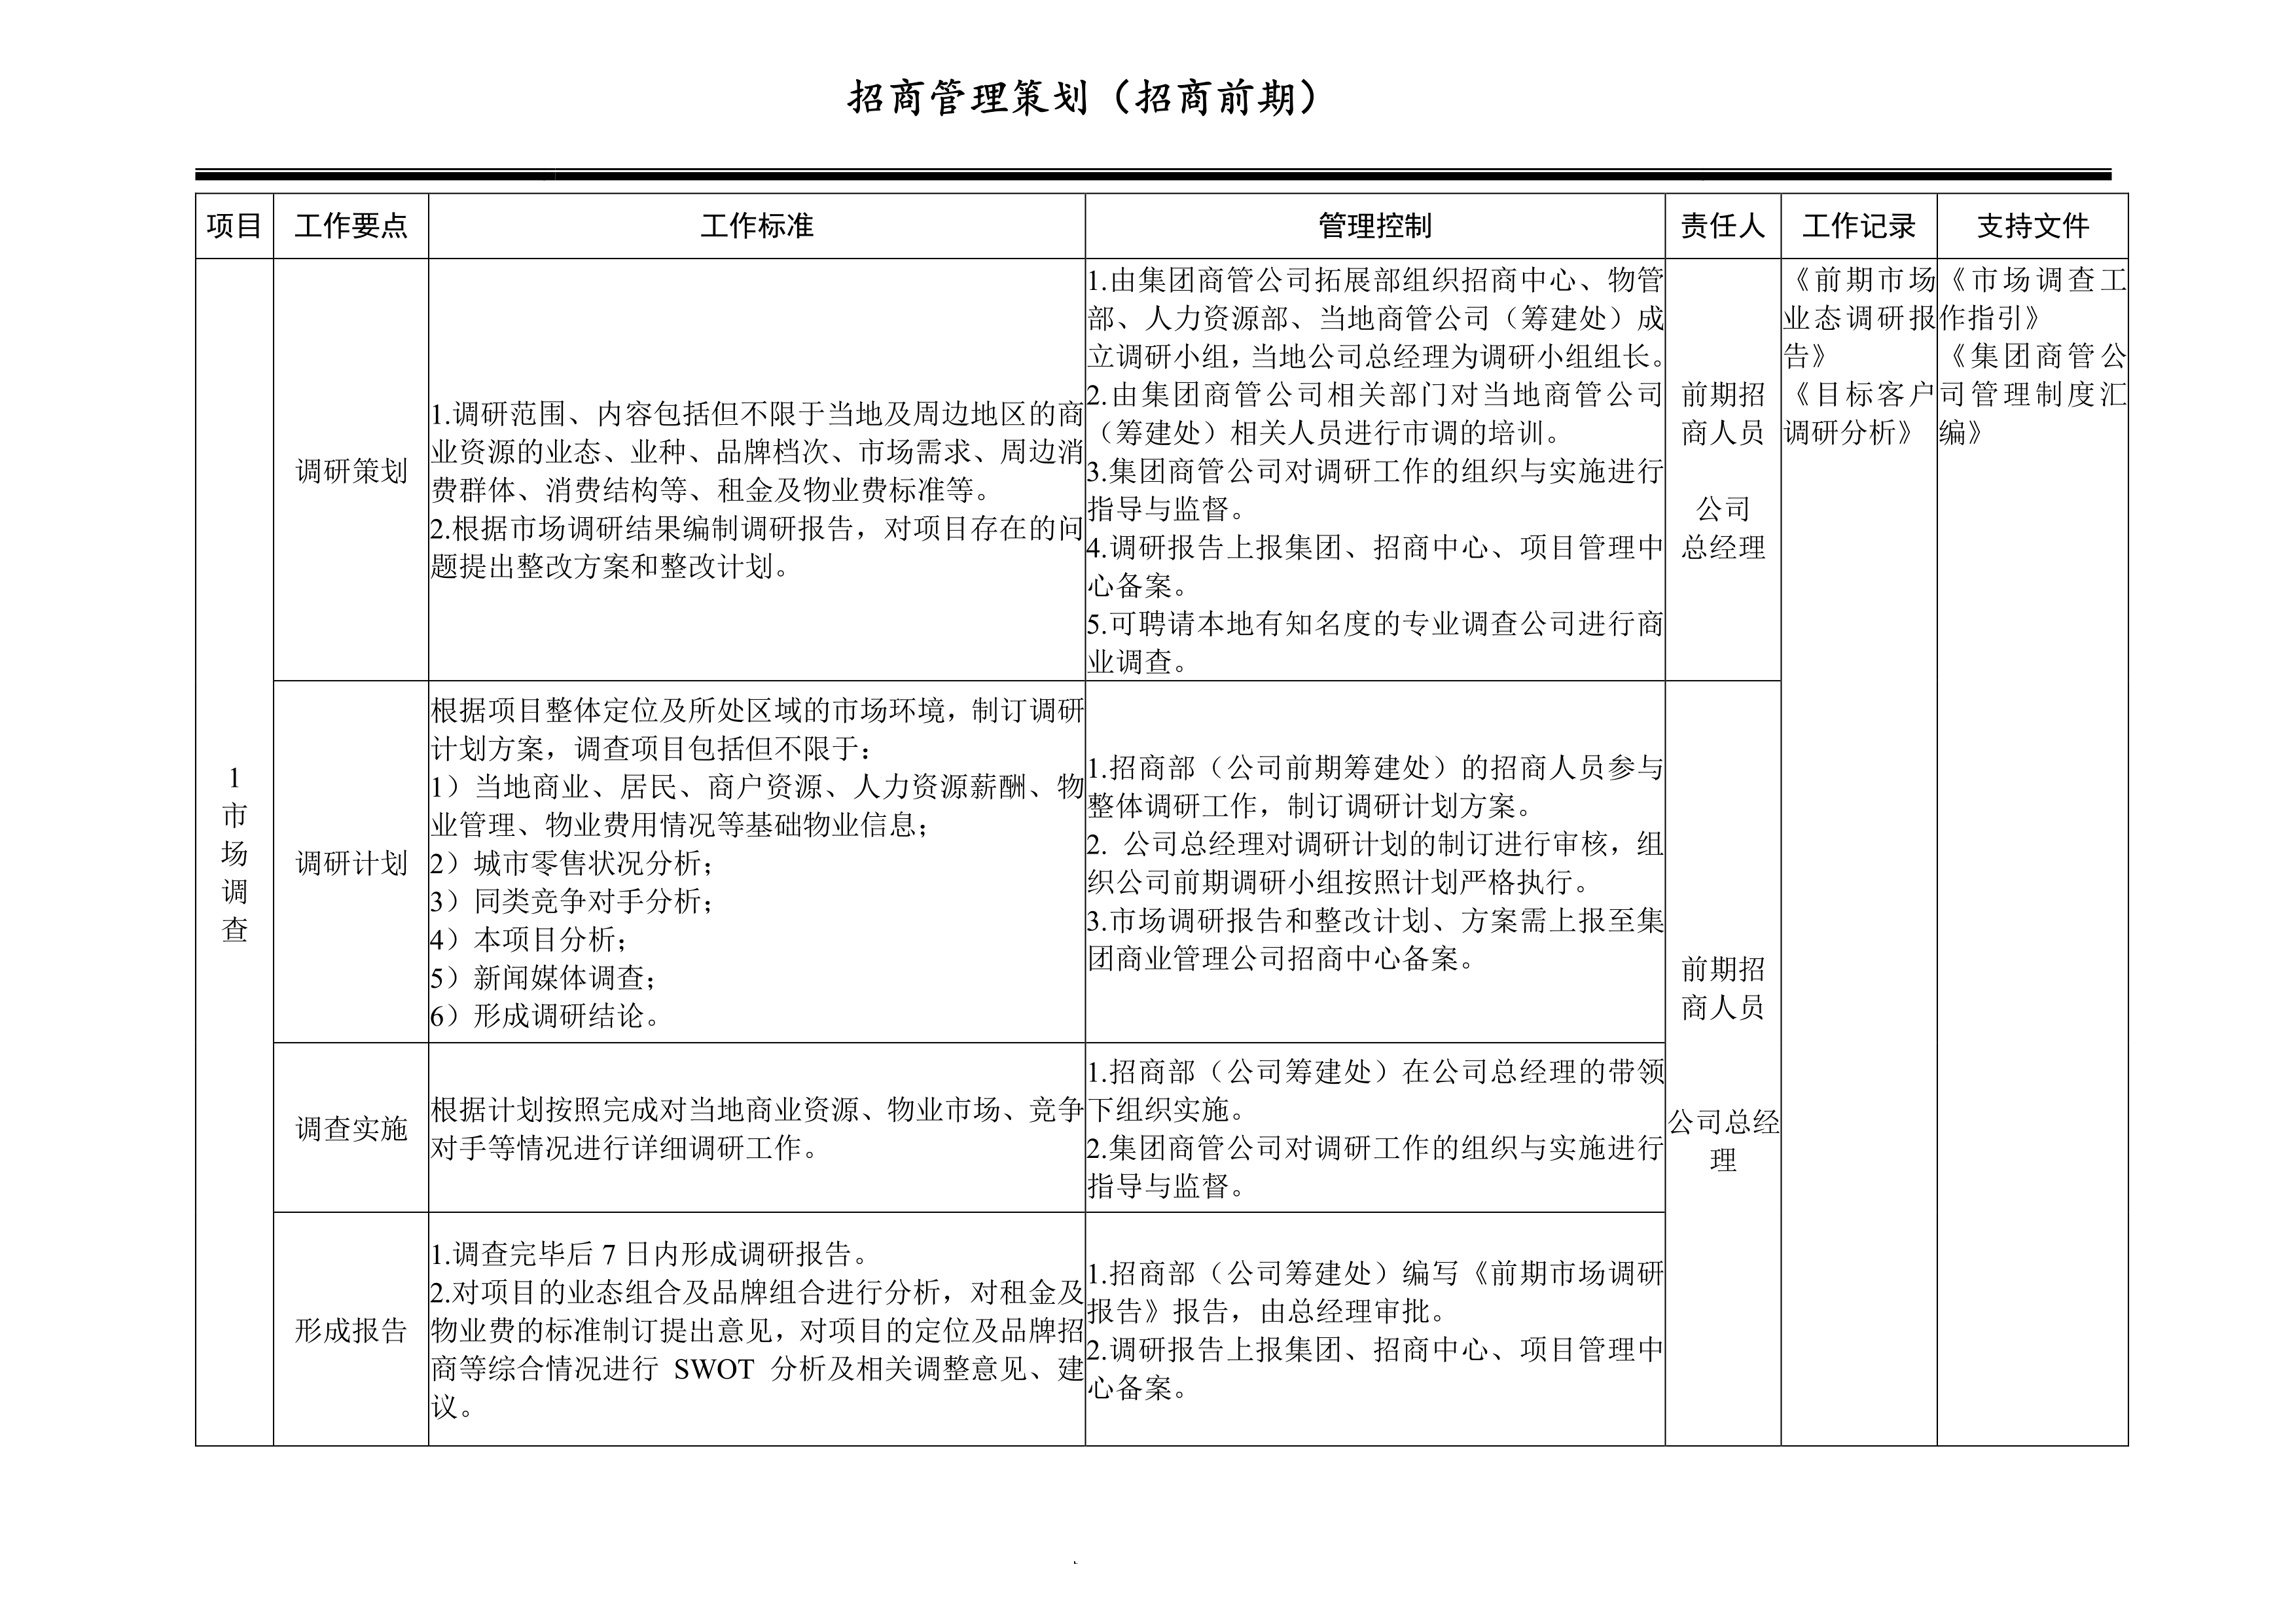 招商管理策划（招商前期）
项目
工作要点
工作标准
管理控制
责任人
工作记录
支持文件
1
市
场
调
查
调研策划
1.调研范围、内容包括但不限于当地及周边地区的商
业资源的业态、业种、品牌档次、市场需求、周边消
费群体、消费结构等、租金及物业费标准等。
2.根据市场调研结果编制调研报告，对项目存在的问
题提出整改方案和整改计划。
1.由集团商管公司拓展部组织招商中心、物管
部、人力资源部、当地商管公司（筹建处）成
立调研小组，当地公司总经理为调研小组组长。
2.由集团商管公司相关部门对当地商管公司
（筹建处）相关人员进行市调的培训。
3.集团商管公司对调研工作的组织与实施进行
指导与监督。
4.调研报告上报集团、招商中心、项目管理中
心备案。
5.可聘请本地有知名度的专业调查公司进行商
业调查。
前期招
商人员
公司
总经理
《前期市场
业态调研报
告》
《目标客户
调研分析》
《市场调查工
作指引》
《集团商管公
司管理制度汇
编》
调研计划
根据项目整体定位及所处区域的市场环境，制订调研
计划方案，调查项目包括但不限于：
1）当地商业、居民、商户资源、人力资源薪酬、物
业管理、物业费用情况等基础物业信息；
2）城市零售状况分析；
3）同类竞争对手分析；
4）本项目分析；
5）新闻媒体调查；
6）形成调研结论。
1.招商部（公司前期筹建处）的招商人员参与
整体调研工作，制订调研计划方案。
2. 公司总经理对调研计划的制订进行审核，组
织公司前期调研小组按照计划严格执行。
3.市场调研报告和整改计划、方案需上报至集
团商业管理公司招商中心备案。
前期招
商人员
公司总经
理
调查实施
根据计划按照完成对当地商业资源、物业市场、竞争
对手等情况进行详细调研工作。
1.招商部（公司筹建处）在公司总经理的带领
下组织实施。
2.集团商管公司对调研工作的组织与实施进行
指导与监督。
形成报告
1.调查完毕后 7 日内形成调研报告。
2.对项目的业态组合及品牌组合进行分析，对租金及
物业费的标准制订提出意见，对项目的定位及品牌招
商等综合情况进行 SWOT 分析及相关调整意见、建
议。
1.招商部（公司筹建处）编写《前期市场调研
报告》报告，由总经理审批。
2.调研报告上报集团、招商中心、项目管理中
心备案。